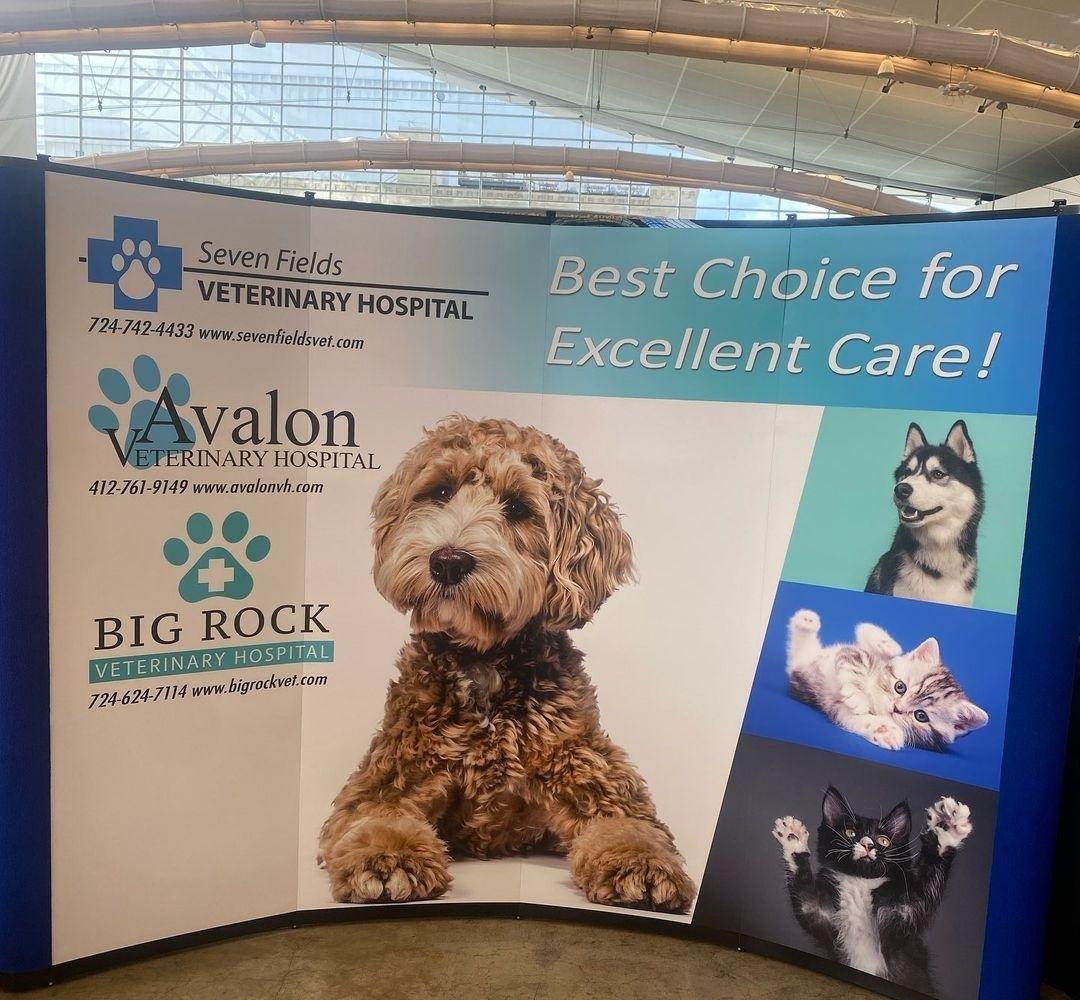 Seven Fields
VETERINARY HOSPITAL
724-742-4433 www.sevenfieldsvet.com
Avalon
VETERINARY HOSPITAL
412-761-9149 www.avalonvh.com
BIG ROCK
VETERINARY HOSPITAL
724-624-7114 www.bigrockvet.com
Best Choice for
Excellent Care!